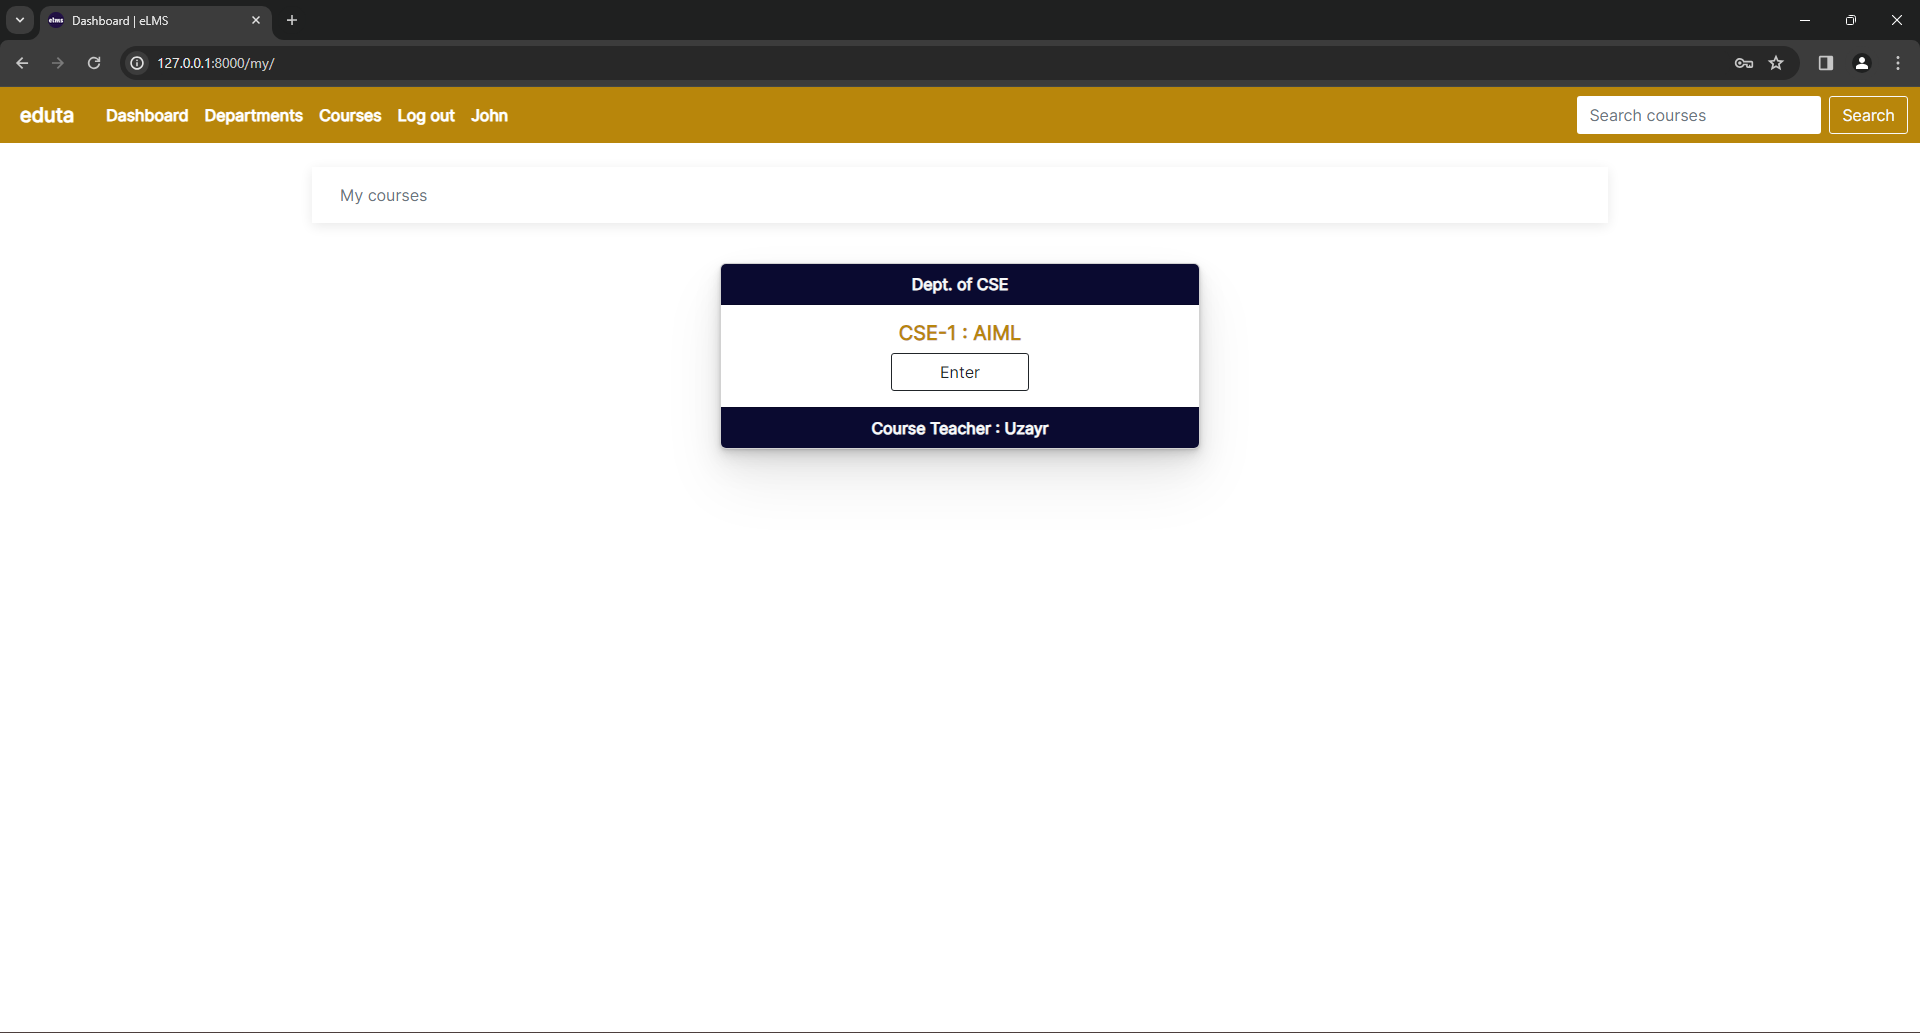 elms Dashboard | eLMS
127.0.0.1:8000/my/
eduta Dashboard Departments Courses Log out John Search courses Search
My courses
Dept. of CSE
CSE-1 : AIML
Enter
Course Teacher : Uzayr